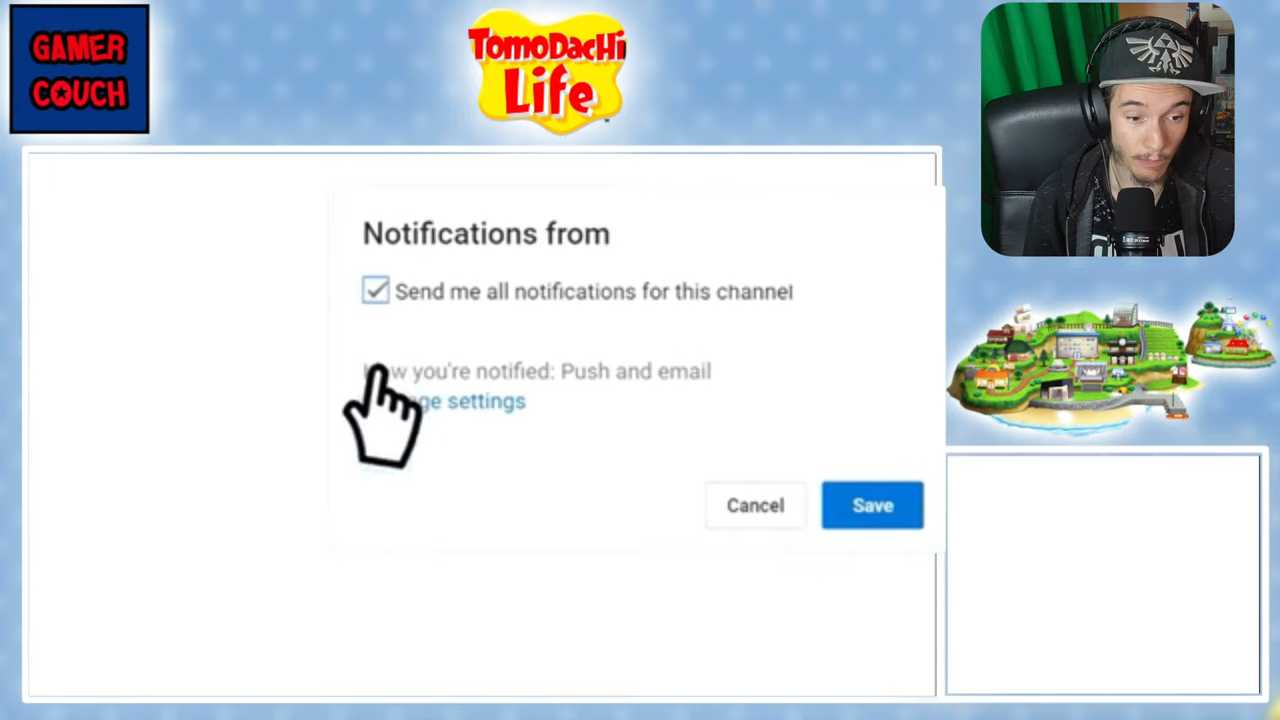 GAMER
COUCH
TomoDacHi
Life
Notifications from
Send me all notifications for this channel
you're notified: Push and email
settings
Cancel
Save